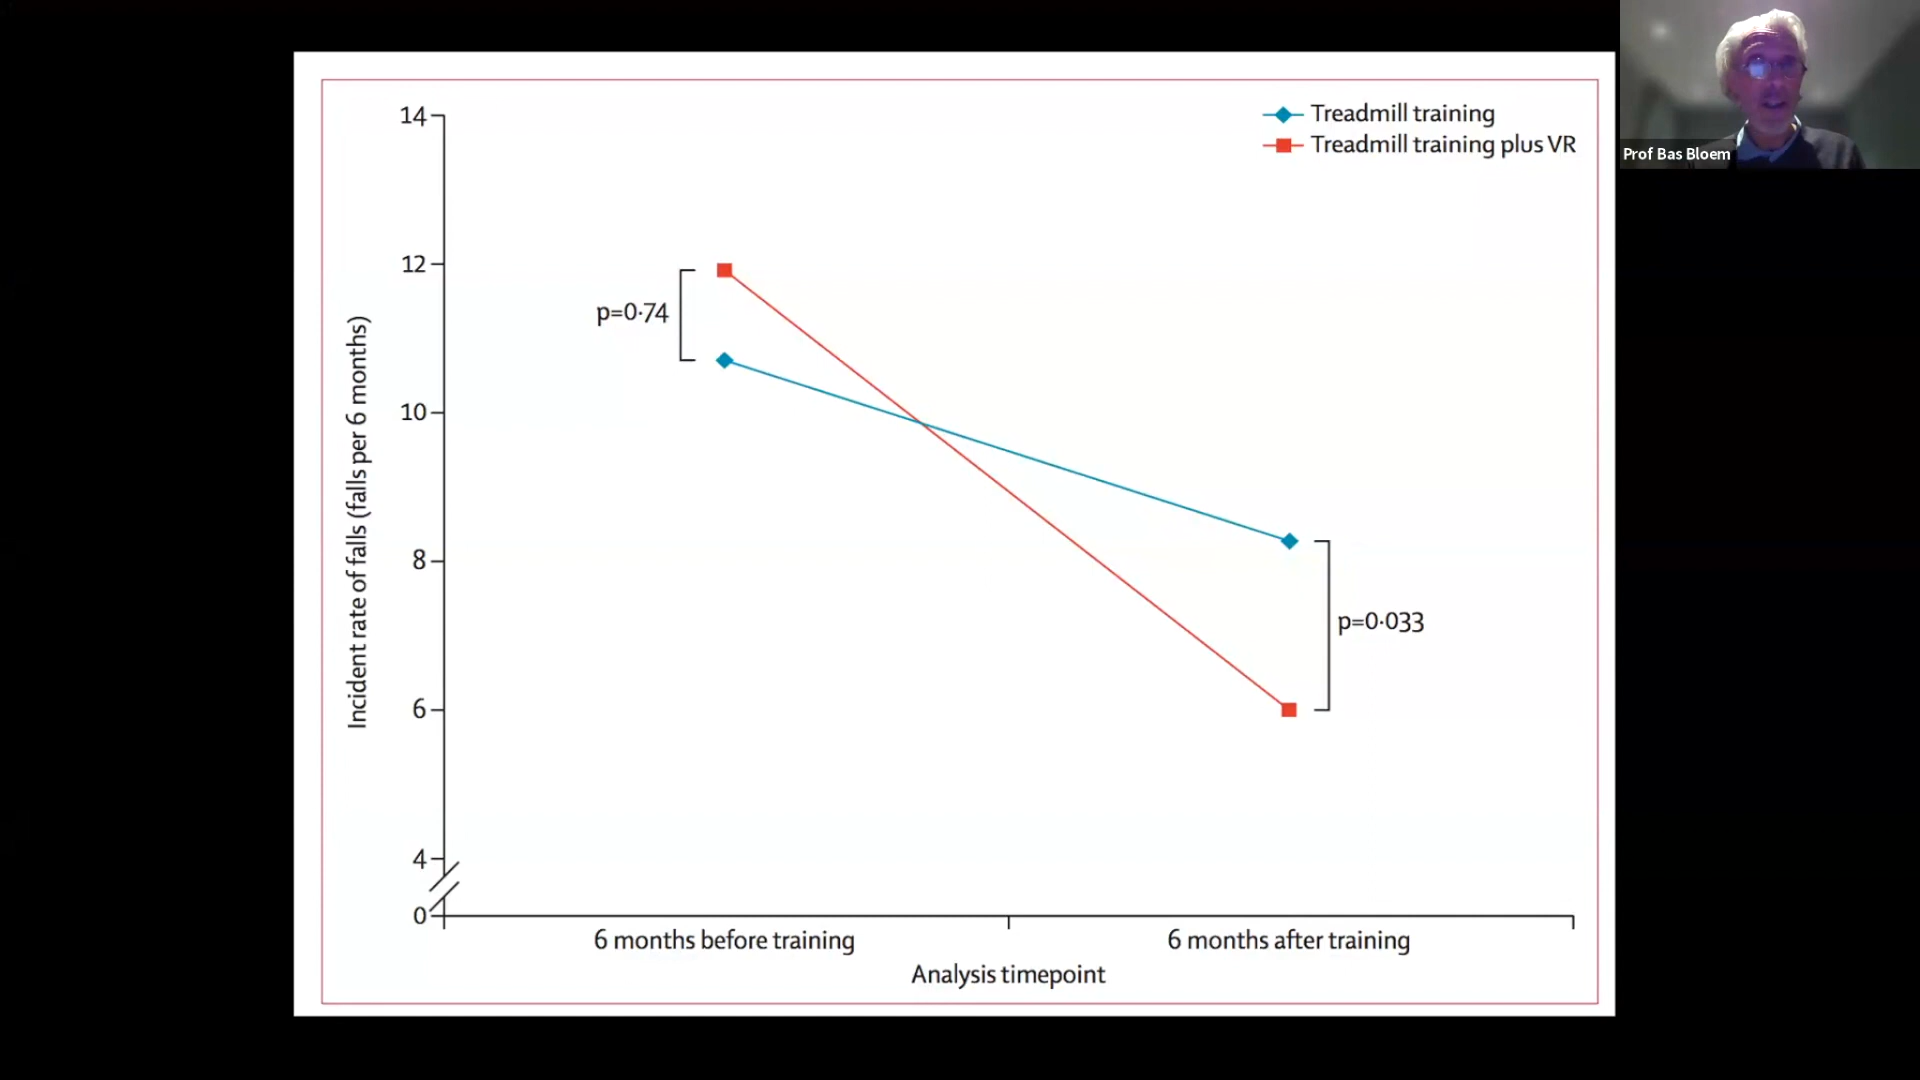 Treadmill training
Treadmill training plus VR
Prof Bas Bloem
14
12
10
8
6
4
0
Incident rate of falls (falls per 6 months)
p=0·74
p=0·033
6 months before training
6 months after training
Analysis timepoint